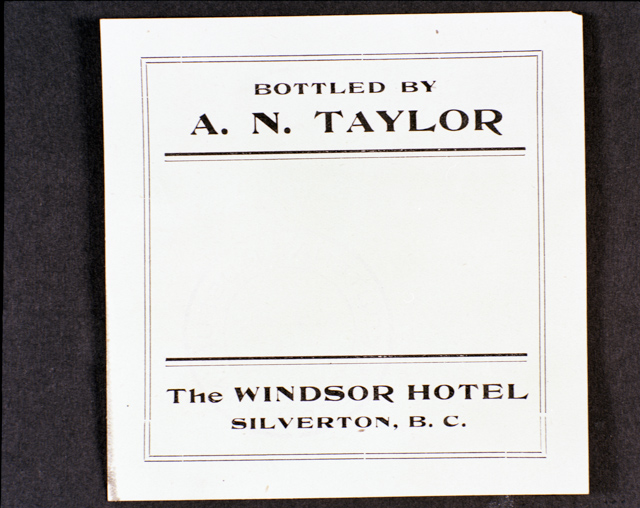 BOTTLED BY
A. N. TAYLOR
The WINDSOR HOTEL
SILVERTON, B. C.